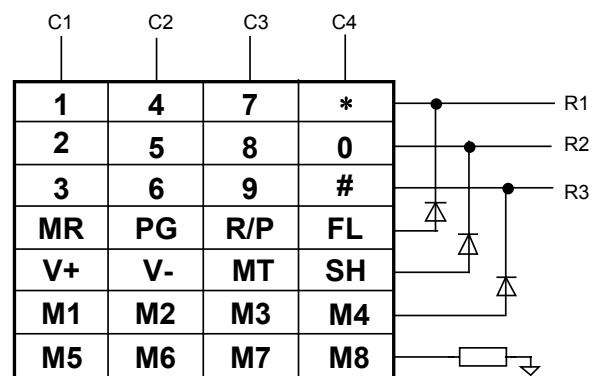 C1 C2 C3 C4
1 4 7 * R1
2 5 8 0 R2
3 6 9 # R3
MR PG R/P FL
V+ V- MT SH
M1 M2 M3 M4
M5 M6 M7 M8